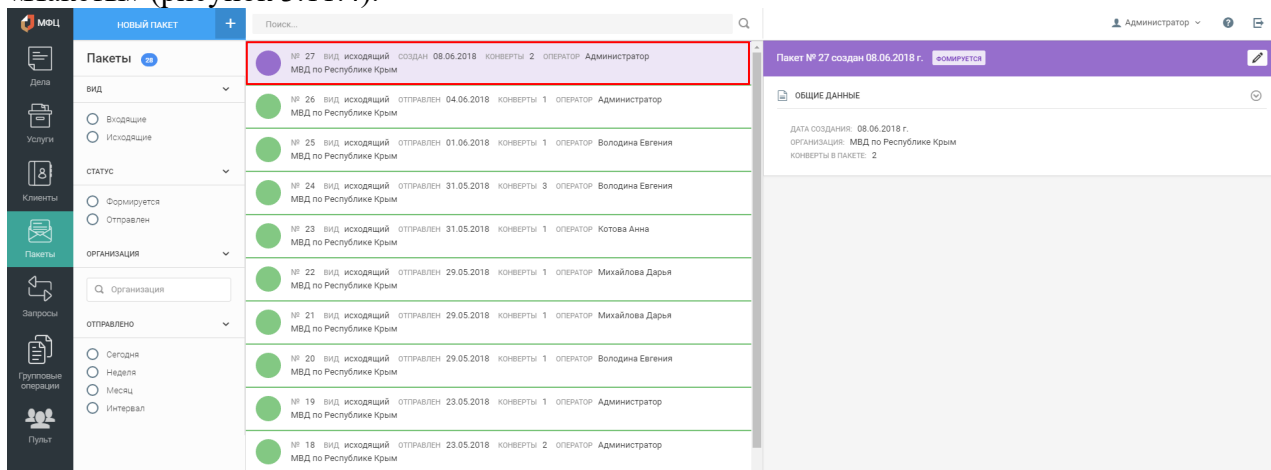 «Пакеты» (рисунок 3.11.4).
МФЦ
НОВЫЙ ПАКЕТ +
Поиск...
Администратор
Дела
Услуги
Клиенты
Пакеты
Запросы
Групповые
операции
Пульт
Пакеты 28
ВИД
Входящие
Исходящие
СТАТУС
Формируется
Отправлен
ОРГАНИЗАЦИЯ
Организация
ОТПРАВЛЕНО
Сегодня
Неделя
Месяц
Интервал
№ 27 ВИД исходящий СОЗДАН 08.06.2018 КОНВЕРТЫ 2 ОПЕРАТОР Администратор
МВД по Республике Крым
№ 26 ВИД исходящий ОТПРАВЛЕН 04.06.2018 КОНВЕРТЫ 1 ОПЕРАТОР Администратор
МВД по Республике Крым
№ 25 ВИД исходящий ОТПРАВЛЕН 01.06.2018 КОНВЕРТЫ 1 ОПЕРАТОР Володина Евгения
МВД по Республике Крым
№ 24 ВИД исходящий ОТПРАВЛЕН 31.05.2018 КОНВЕРТЫ 3 ОПЕРАТОР Володина Евгения
МВД по Республике Крым
№ 23 ВИД исходящий ОТПРАВЛЕН 31.05.2018 КОНВЕРТЫ 1 ОПЕРАТОР Котова Анна
МВД по Республике Крым
№ 22 ВИД исходящий ОТПРАВЛЕН 29.05.2018 КОНВЕРТЫ 1 ОПЕРАТОР Михайлова Дарья
МВД по Республике Крым
№ 21 ВИД исходящий ОТПРАВЛЕН 29.05.2018 КОНВЕРТЫ 1 ОПЕРАТОР Михайлова Дарья
МВД по Республике Крым
№ 20 ВИД исходящий ОТПРАВЛЕН 29.05.2018 КОНВЕРТЫ 1 ОПЕРАТОР Володина Евгения
МВД по Республике Крым
№ 19 ВИД исходящий ОТПРАВЛЕН 23.05.2018 КОНВЕРТЫ 1 ОПЕРАТОР Администратор
МВД по Республике Крым
№ 18 ВИД исходящий ОТПРАВЛЕН 23.05.2018 КОНВЕРТЫ 2 ОПЕРАТОР Администратор
МВД по Республике Крым
Пакет № 27 создан 08.06.2018 г. ФОМИРУЕТСЯ
ОБЩИЕ ДАННЫЕ
ДАТА СОЗДАНИЯ: 08.06.2018 г.
ОРГАНИЗАЦИЯ: МВД по Республике Крым
КОНВЕРТЫ В ПАКЕТЕ: 2